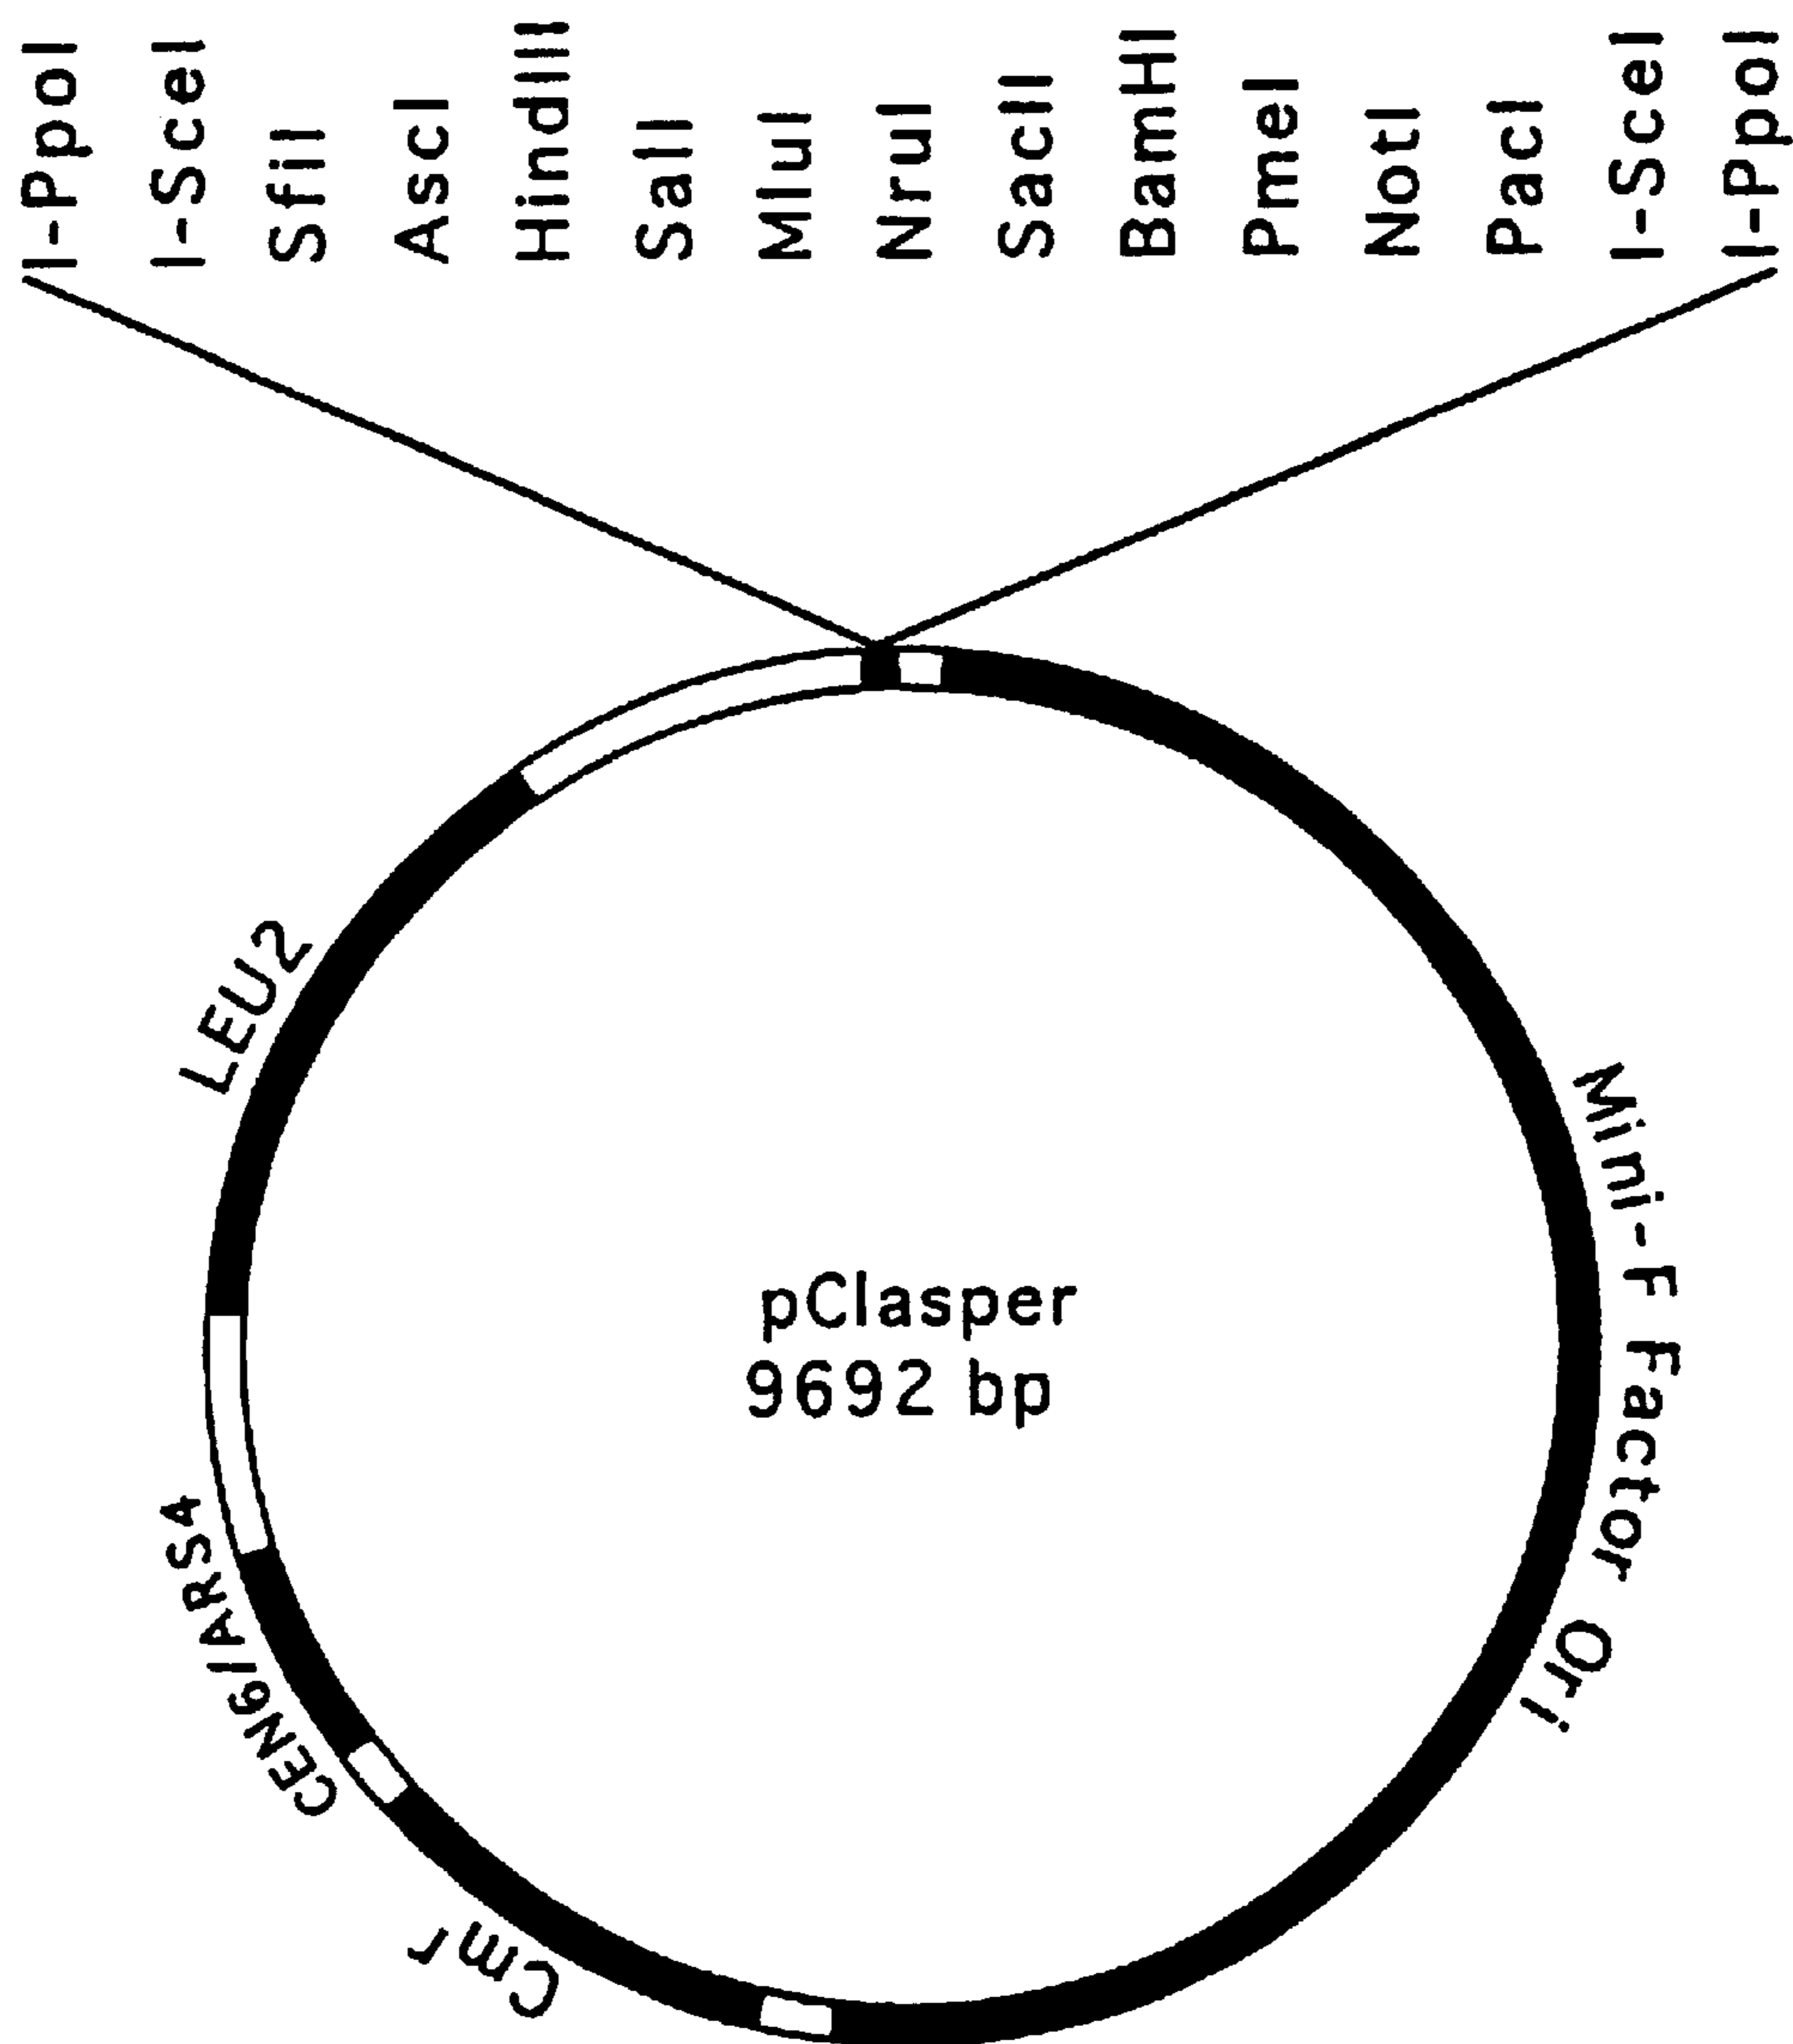 I-PpoI
I-SceI
SfiI
AscI
HindIII
SalI
MluI
NruI
SacII
BamHI
PmeI
NotI
PacI
I-SceI
I-PpoI
LEU2
Mini-F Factor Ori
pClasper
9692 bp
CEN6/ARS4
Cmr